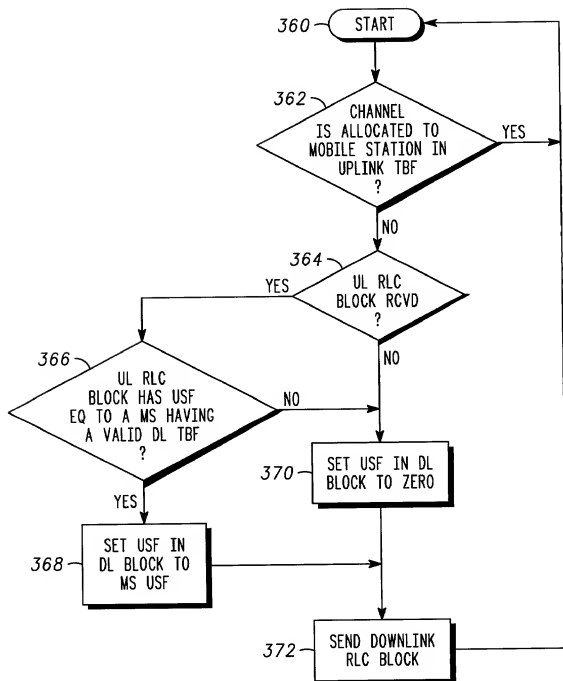 360
START
362
CHANNEL
IS ALLOCATED TO
MOBILE STATION IN
UPLINK TBF
?
YES
NO
364
UL RLC
BLOCK RCVD
?
YES
NO
366
UL RLC
BLOCK HAS USF
EQ TO A MS HAVING
A VALID DL TBF
?
NO
YES
370
SET USF IN DL
BLOCK TO ZERO
368
SET USF IN
DL BLOCK TO
MS USF
372
SEND DOWNLINK
RLC BLOCK